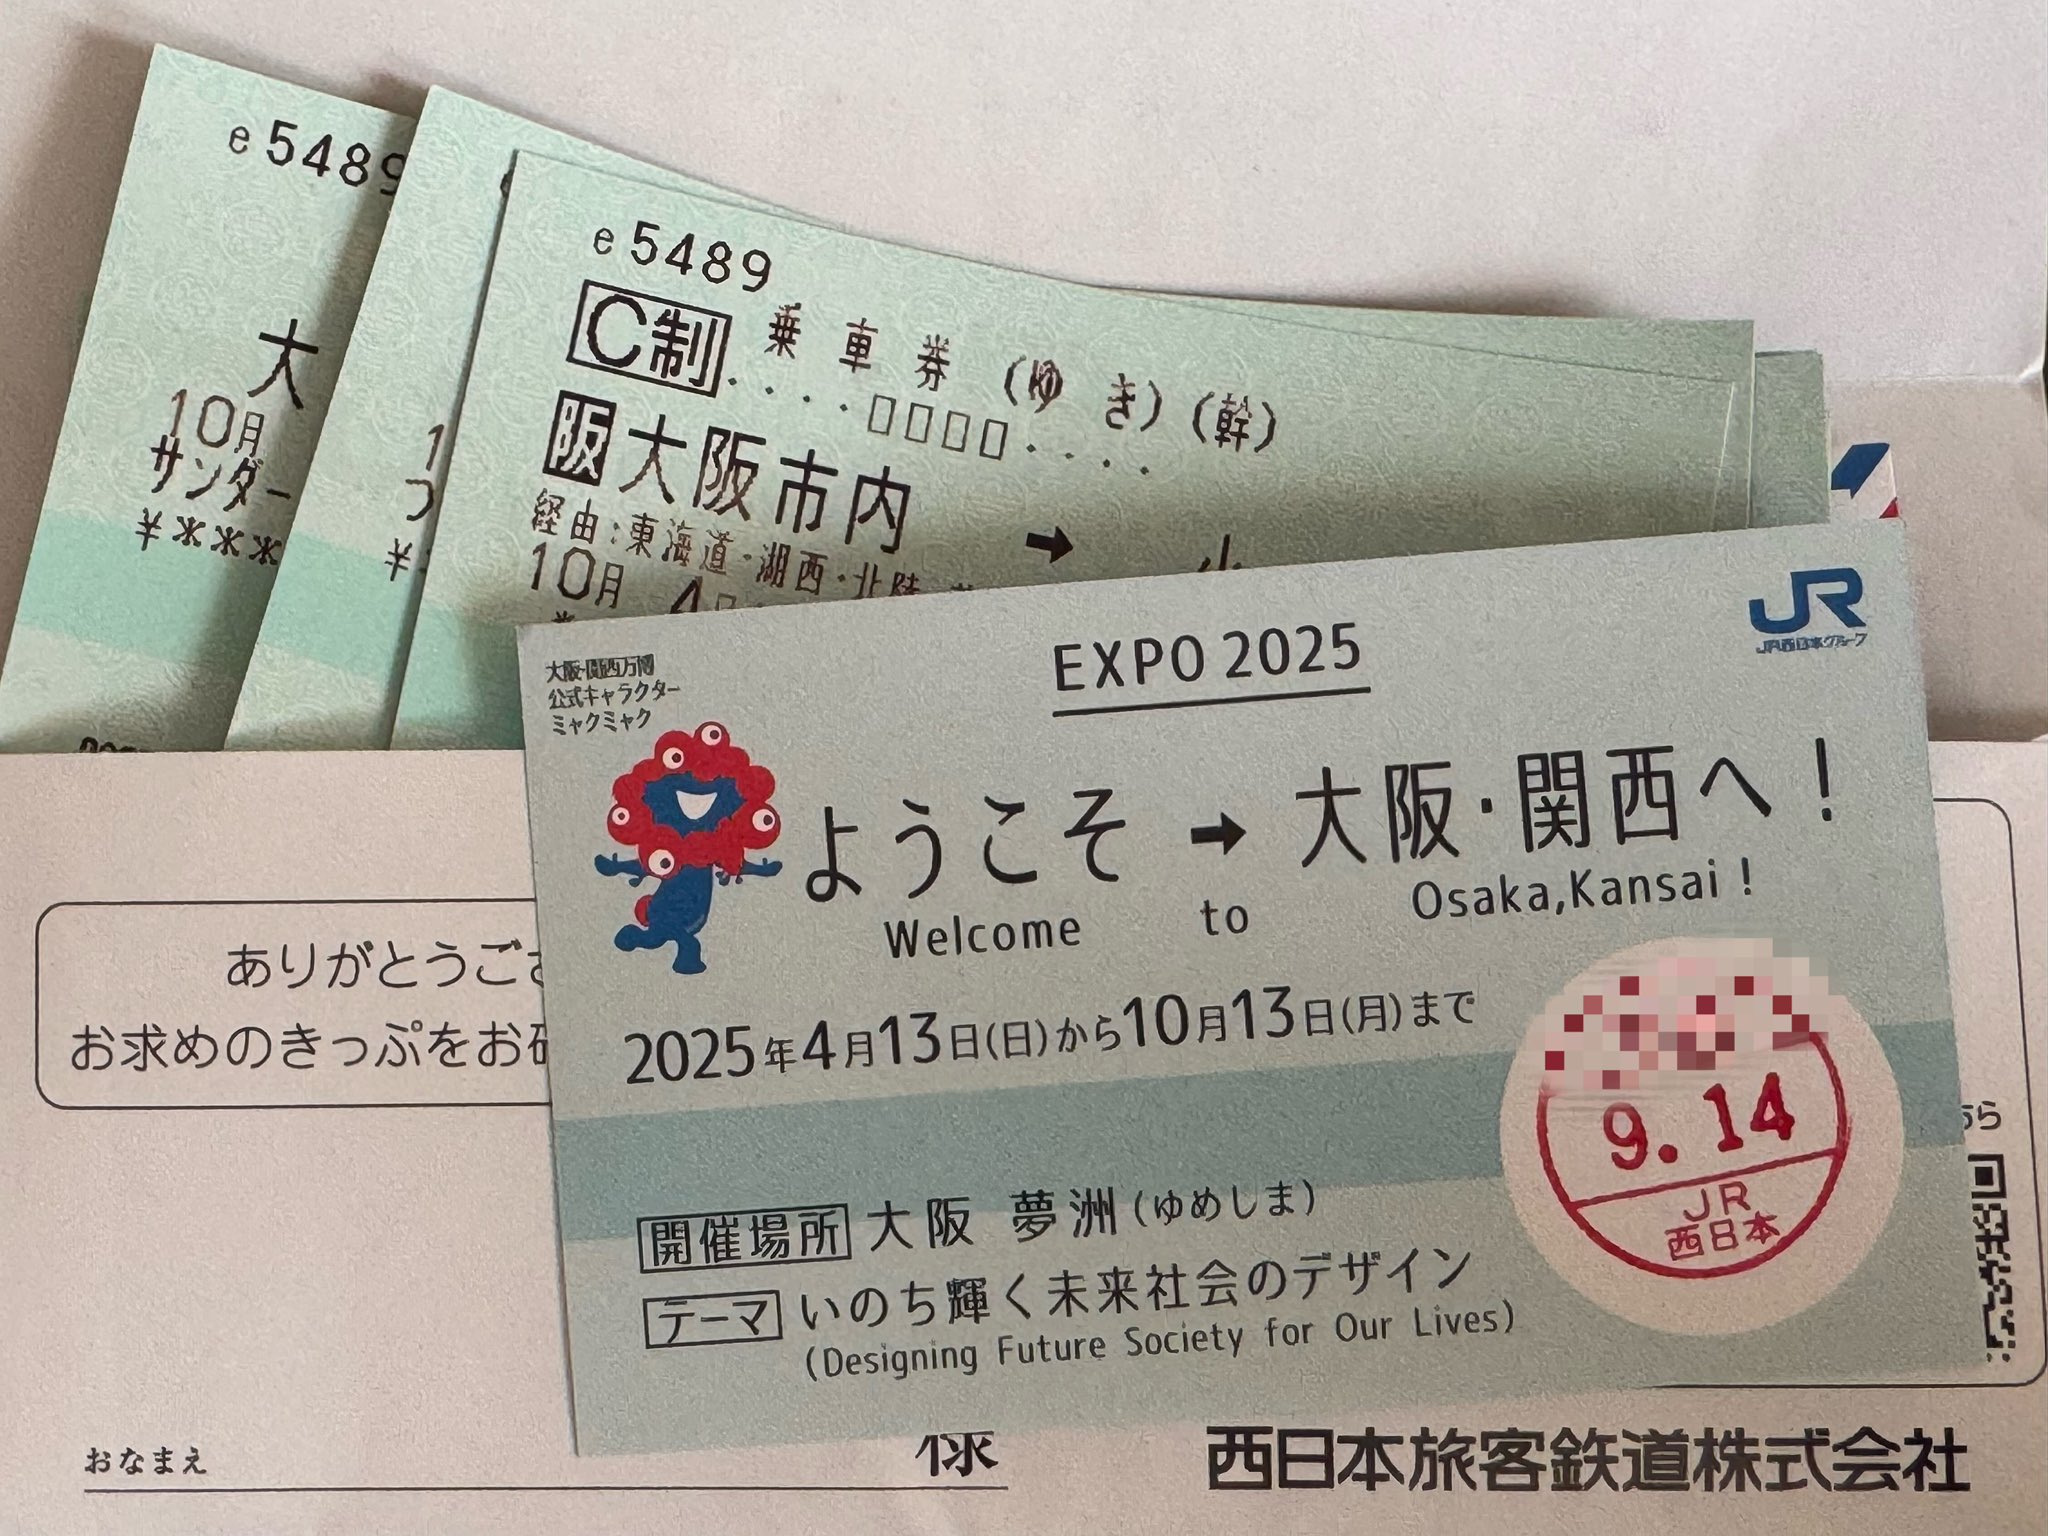 e5489
大
10月
サンダー
¥***
1
つ
¥
e5489
C制 乗車券 (ゆき) (幹)
阪 大阪市内 →
経由:東海道・湖西・北陸
10月 4日
EXPO 2025
JR
JR西日本グループ
大阪・関西万博
公式キャラクター
ミャクミャク
ようこそ → 大阪・関西へ!
Welcome to Osaka,Kansai!
2025年4月13日(日)から10月13日(月)まで
9.14
JR
西日本
開催場所 大阪 夢洲(ゆめしま)
テーマ いのち輝く未来社会のデザイン
(Designing Future Society for Our Lives)
ありがとうござ
お求めのきっぷをお
ちら
おなまえ 様
西日本旅客鉄道株式会社